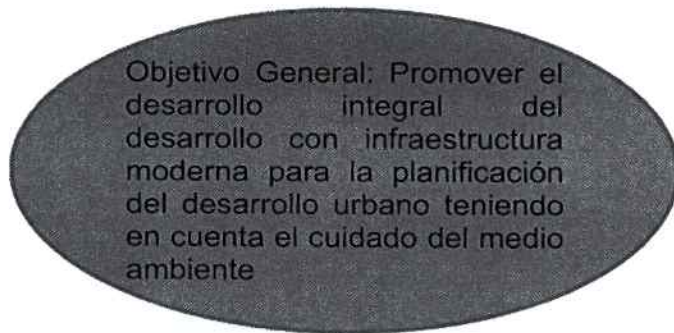 Objetivo General: Promover el
desarrollo integral del
desarrollo con infraestructura
moderna para la planificación
del desarrollo urbano teniendo
en cuenta el cuidado del medio
ambiente